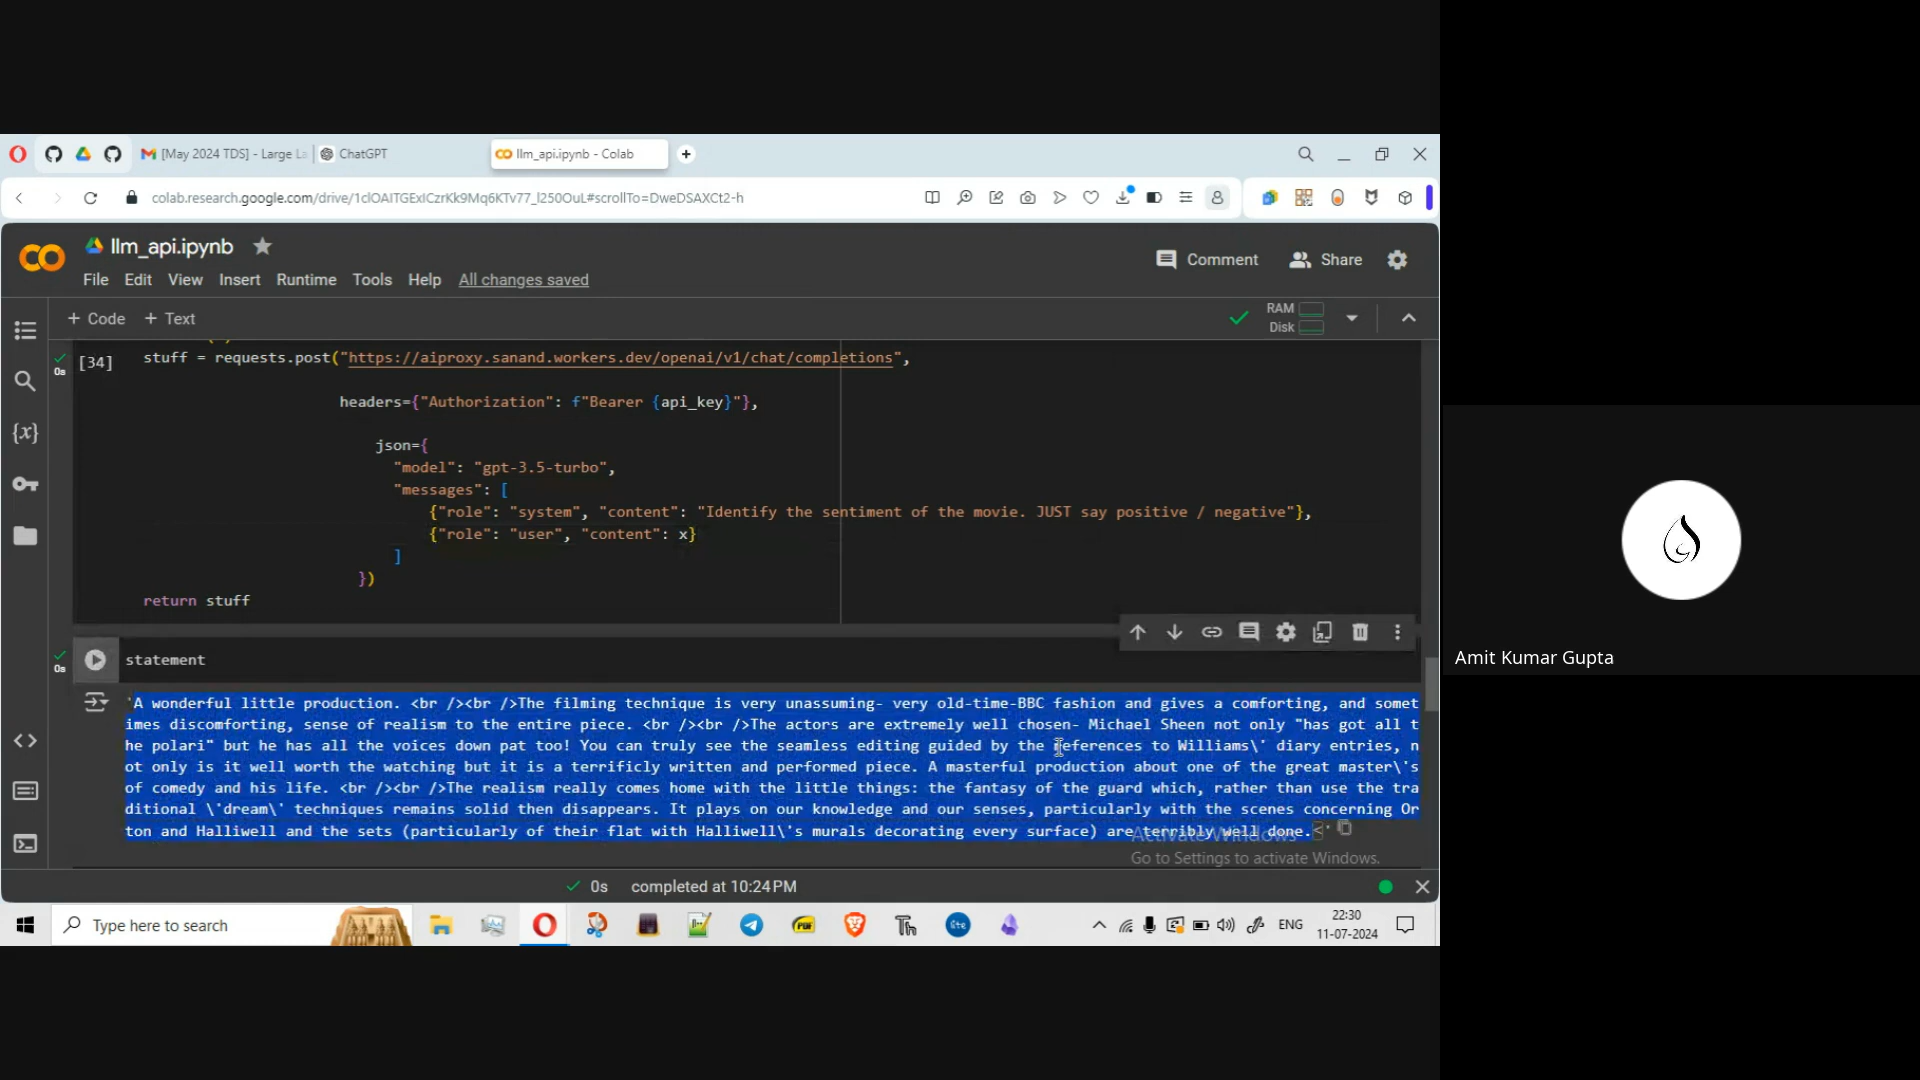 [May 2024 TDS] - Large La
ChatGPT
llm_api.ipynb - Colab
colab.research.google.com/drive/1clOAITGExICzrKk9Mq6KTv77_l250OuL#scrollTo=DweDSAXCt2-h
llm_api.ipynb
Comment
Share
File Edit View Insert Runtime Tools Help All changes saved
+ Code + Text
RAM
Disk
0s
[34]
stuff = requests.post("https://aiproxy.sanand.workers.dev/openai/v1/chat/completions",
headers={"Authorization": f"Bearer {api_key}"},
json={
"model": "gpt-3.5-turbo",
"messages": [
{"role": "system", "content": "Identify the sentiment of the movie. JUST say positive / negative"},
{"role": "user", "content": x}
]
})
return stuff
0s
statement
'A wonderful little production. <br /><br />The filming technique is very unassuming- very old-time-BBC fashion and gives a comforting, and somet
imes discomforting, sense of realism to the entire piece. <br /><br />The actors are extremely well chosen- Michael Sheen not only "has got all t
he polari" but he has all the voices down pat too! You can truly see the seamless editing guided by the references to Williams\' diary entries, n
ot only is it well worth the watching but it is a terrificly written and performed piece. A masterful production about one of the great master\'s
of comedy and his life. <br /><br />The realism really comes home with the little things: the fantasy of the guard which, rather than use the tra
ditional \'dream\' techniques remains solid then disappears. It plays on our knowledge and our senses, particularly with the scenes concerning Or
ton and Halliwell and the sets (particularly of their flat with Halliwell\'s murals decorating every surface) are terribly well done.<'
Activate Windows
Go to Settings to activate Windows.
0s completed at 10:24 PM
Type here to search
ENG
22:30
11-07-2024
Amit Kumar Gupta